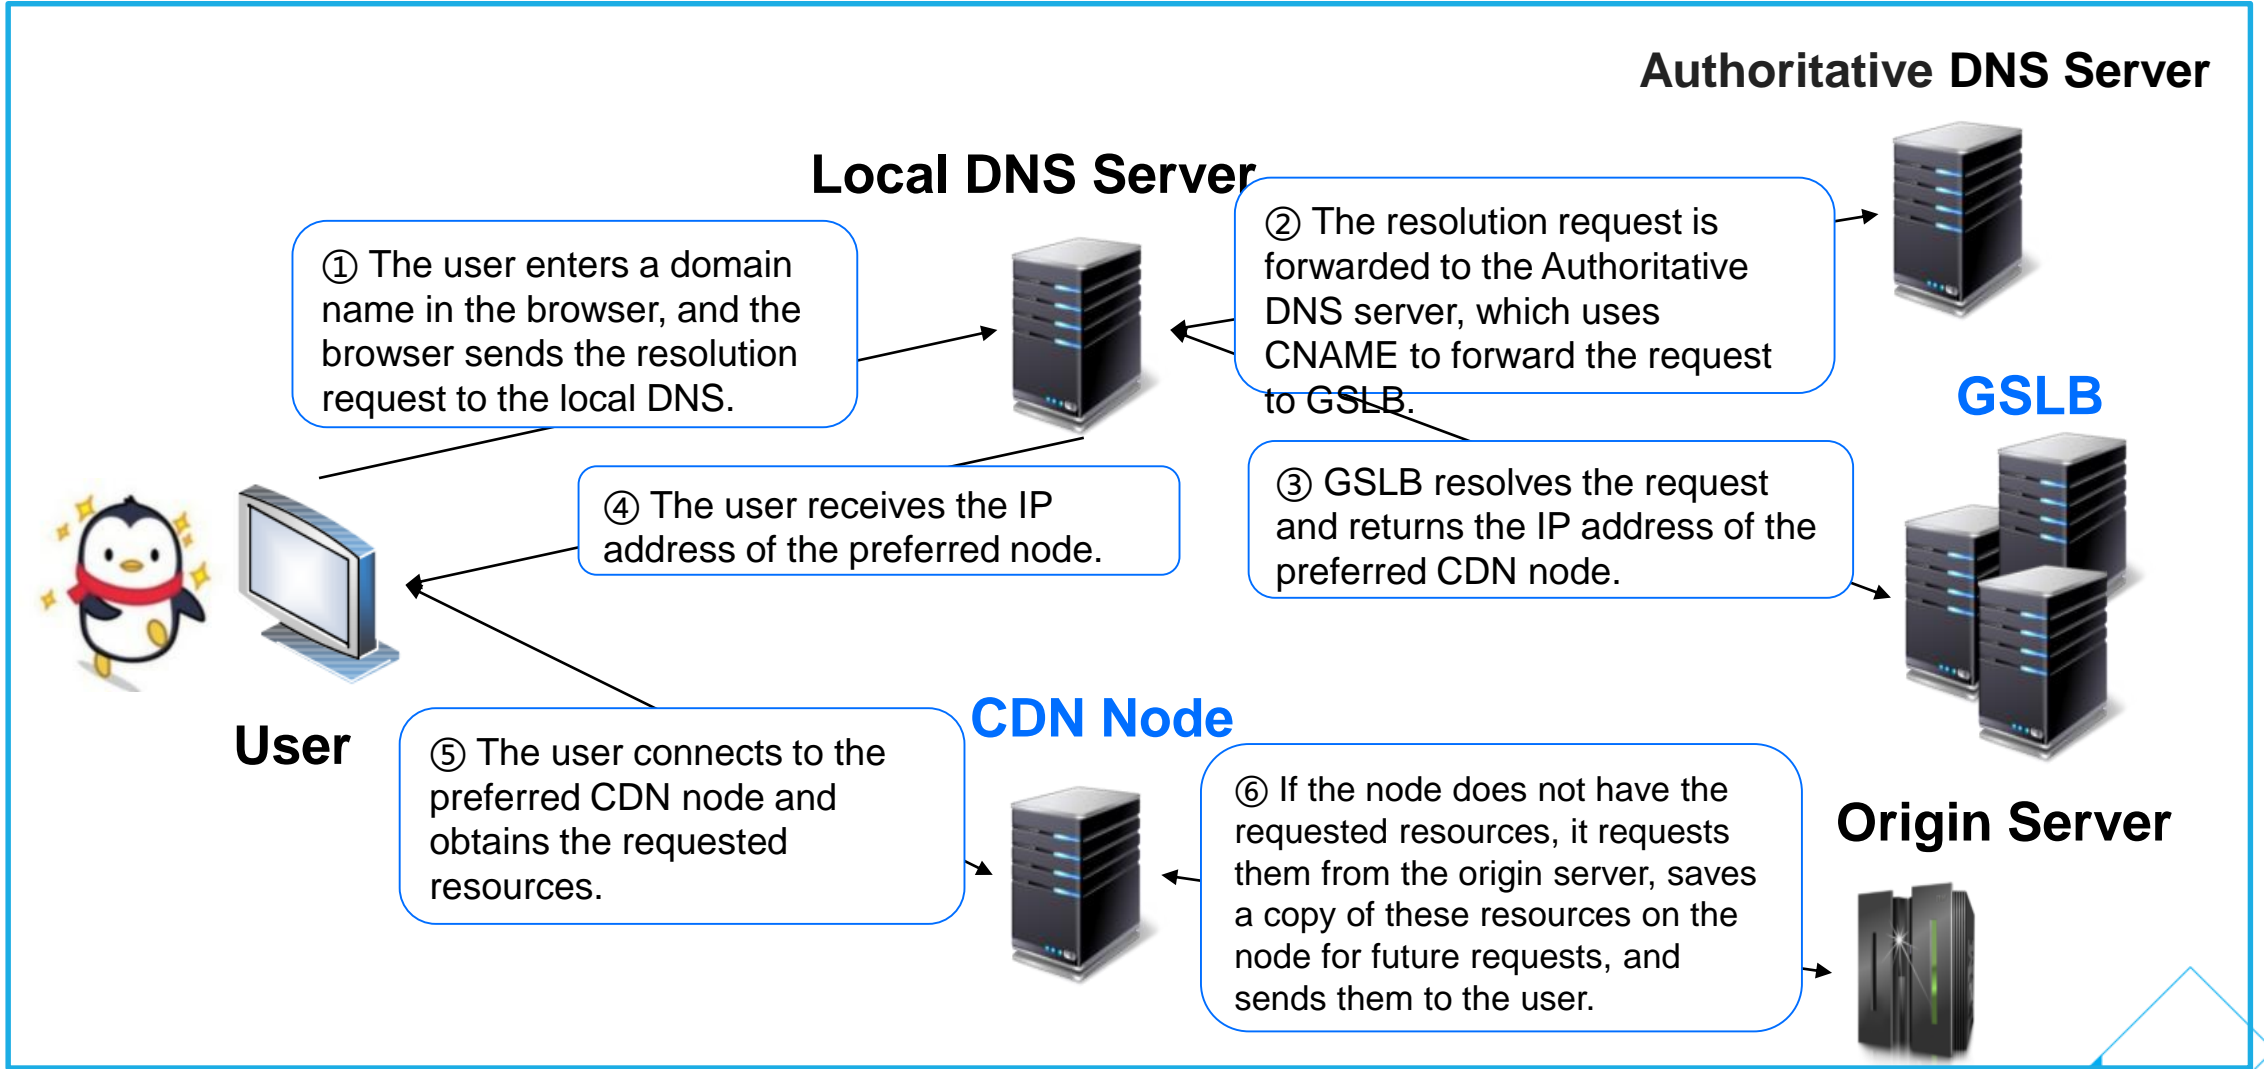 Authoritative DNS Server
Local DNS Server
① The user enters a domain
name in the browser, and the
browser sends the resolution
request to the local DNS.
② The resolution request is
forwarded to the Authoritative
DNS server, which uses
CNAME to forward the request
to GSLB.
GSLB
③ GSLB resolves the request
and returns the IP address of the
preferred CDN node.
④ The user receives the IP
address of the preferred node.
User
CDN Node
⑤ The user connects to the
preferred CDN node and
obtains the requested
resources.
⑥ If the node does not have the
requested resources, it requests
them from the origin server, saves
a copy of these resources on the
node for future requests, and
sends them to the user.
Origin Server